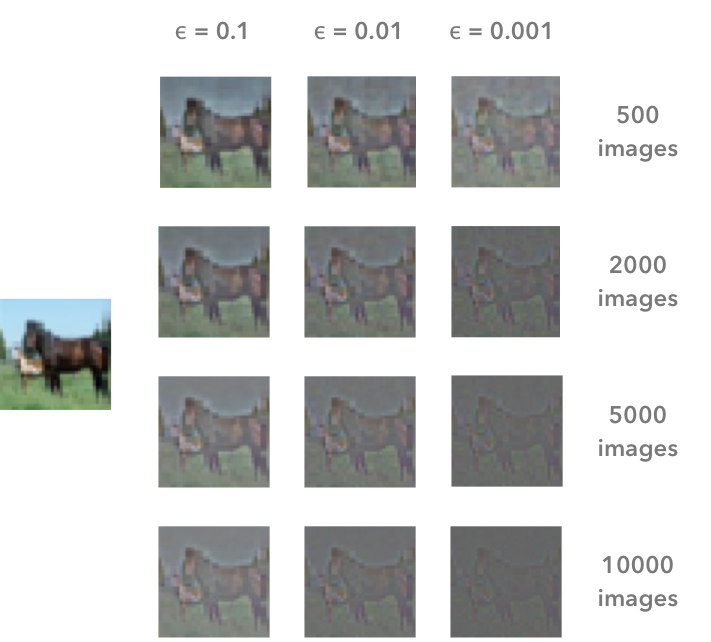 ϵ = 0.1 ϵ = 0.01 ϵ = 0.001
500
images
2000
images
5000
images
10000
images